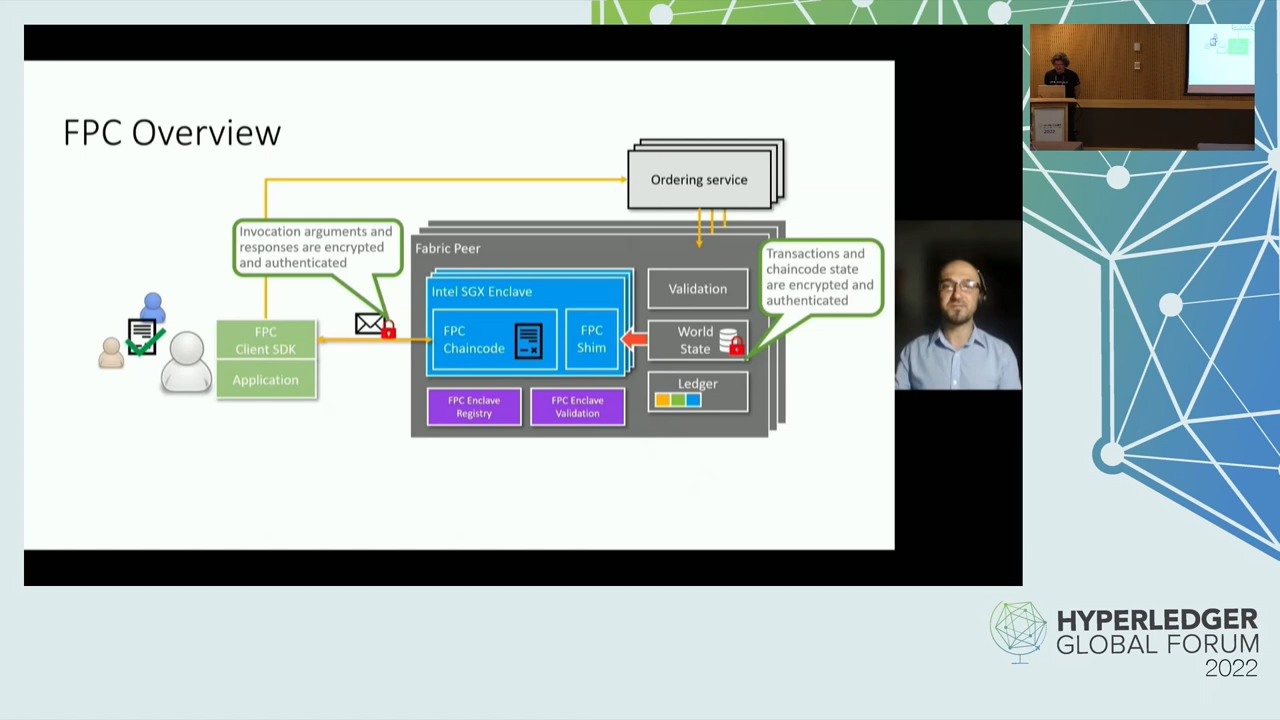 FPC Overview
Ordering service
Invocation arguments and
responses are encrypted
and authenticated
Fabric Peer
Transactions and
chaincode state
are encrypted and
authenticated
Intel SGX Enclave
Validation
FPC
Client SDK
Application
FPC
Chaincode
FPC
Shim
World
State
Ledger
FPC Enclave
Registry
FPC Enclave
Validation
HYPERLEDGER
GLOBAL FORUM
2022